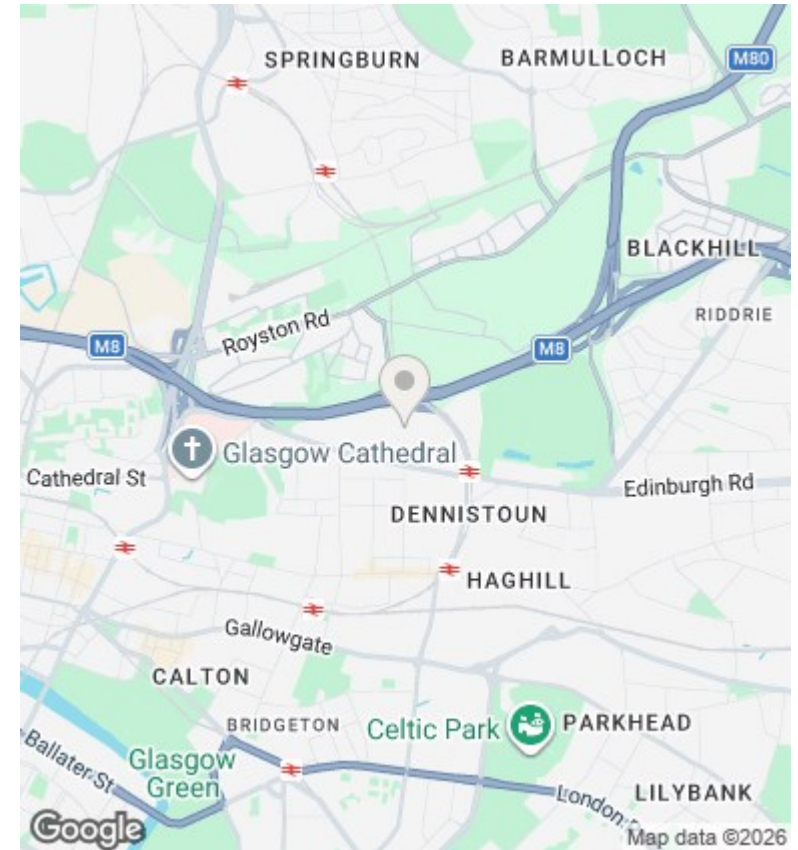 SPRINGBURN
BARMULLOCH
M80
BLACKHILL
RIDDRIE
Royston Rd
M8
M8
Glasgow Cathedral
Cathedral St
Edinburgh Rd
DENNISTOUN
HAGHILL
Gallowgate
CALTON
BRIDGETON
Celtic Park
PARKHEAD
Ballater St
Glasgow
Green
London
LILYBANK
Google
Map data ©2026